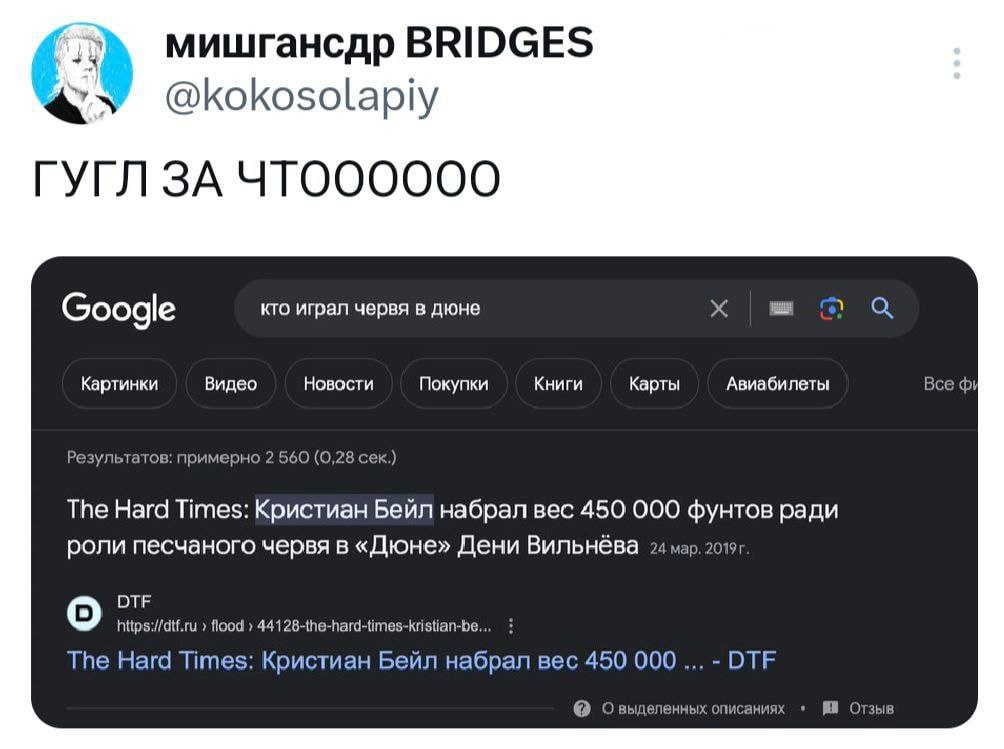 мишгансдр BRIDGES
@kokosolapiy
ГУГЛ ЗА ЧТОООООО
Google
кто играл червя в дюне
Картинки Видео Новости Покупки Книги Карты Авиабилеты Все фи
Результатов: примерно 2 560 (0,28 сек.)
The Hard Times: Кристиан Бейл набрал вес 450 000 фунтов ради
роли песчаного червя в «Дюне» Дени Вильнёва 24 мар. 2019 г.
D
DTF
https://dtf.ru › flood › 44128-the-hard-times-kristian-be...
The Hard Times: Кристиан Бейл набрал вес 450 000 ... - DTF
О выделенных описаниях • Отзыв